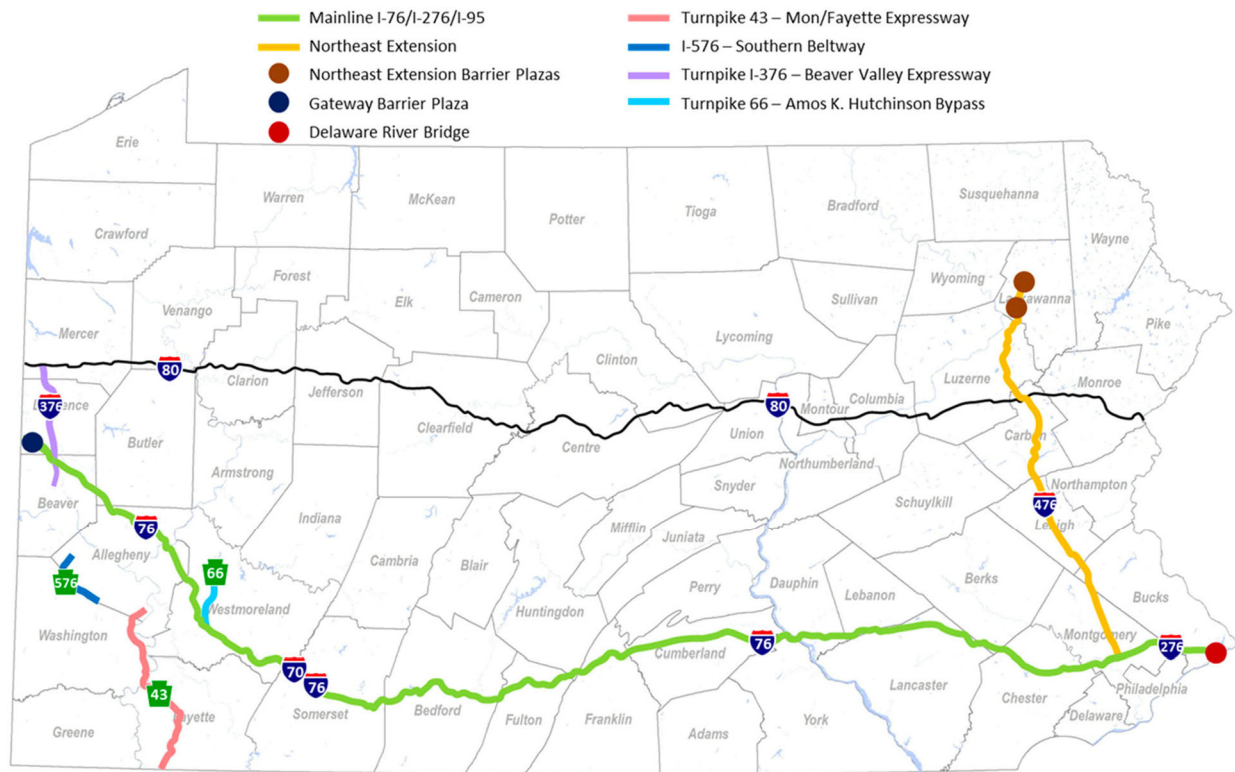 Mainline I-76/I-276/I-95
Northeast Extension
Northeast Extension Barrier Plazas
Gateway Barrier Plaza
Delaware River Bridge
Turnpike 43 – Mon/Fayette Expressway
I-576 – Southern Beltway
Turnpike I-376 – Beaver Valley Expressway
Turnpike 66 – Amos K. Hutchinson Bypass
Erie
Warren
McKean
Potter
Tioga
Bradford
Susquehanna
Wayne
Crawford
Forest
Elk
Cameron
Wyoming
Lackawanna
Sullivan
Venango
Mercer
Lycoming
Pike
Clinton
80
Clarion
Jefferson
Luzerne
Monroe
376
Lawrence
80
Columbia
Montour
Clearfield
Union
Butler
Centre
Carbon
Northumberland
Armstrong
Snyder
Northampton
Beaver
Schuylkill
476
Lehigh
76
Indiana
Mifflin
Juniata
Allegheny
Cambria
Blair
66
576
Perry
Dauphin
Lebanon
Berks
Bucks
Westmoreland
Huntingdon
Washington
Montgomery
76
276
Cumberland
70
76
Lancaster
Philadelphia
43
Chester
Fayette
Somerset
Bedford
Fulton
Franklin
York
Delaware
Greene
Adams